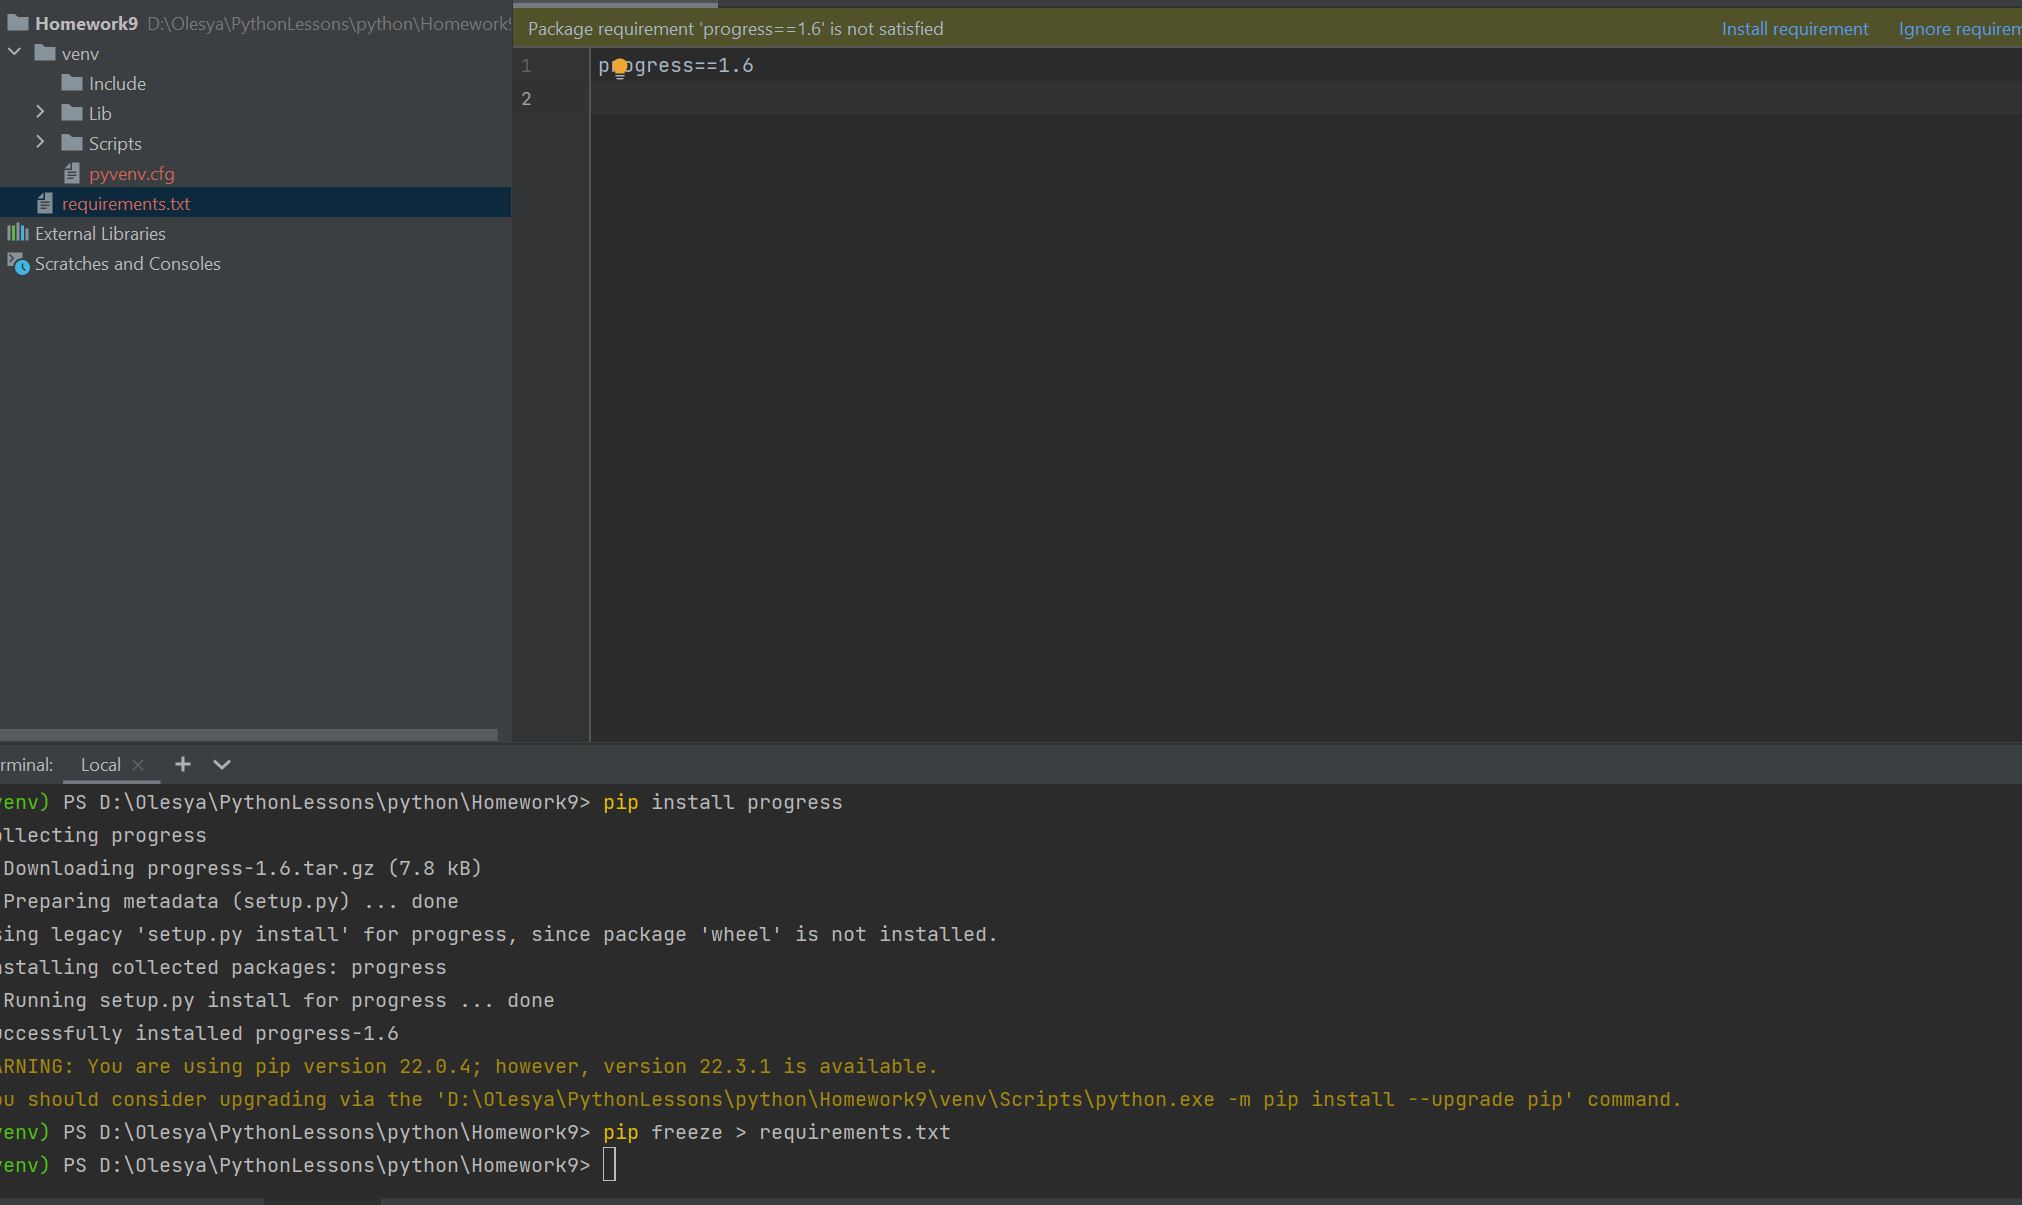 Homework9 D:\Olesya\PythonLessons\python\Homework9
venv
Include
Lib
Scripts
pyvenv.cfg
requirements.txt
External Libraries
Scratches and Consoles
Package requirement 'progress==1.6' is not satisfied
Install requirement Ignore requirem
1 progress==1.6
2
rminal: Local
venv) PS D:\Olesya\PythonLessons\python\Homework9> pip install progress
ollecting progress
Downloading progress-1.6.tar.gz (7.8 kB)
Preparing metadata (setup.py) ... done
sing legacy 'setup.py install' for progress, since package 'wheel' is not installed.
nstalling collected packages: progress
Running setup.py install for progress ... done
uccessfully installed progress-1.6
ARNING: You are using pip version 22.0.4; however, version 22.3.1 is available.
ou should consider upgrading via the 'D:\Olesya\PythonLessons\python\Homework9\venv\Scripts\python.exe -m pip install --upgrade pip' command.
venv) PS D:\Olesya\PythonLessons\python\Homework9> pip freeze > requirements.txt
venv) PS D:\Olesya\PythonLessons\python\Homework9>